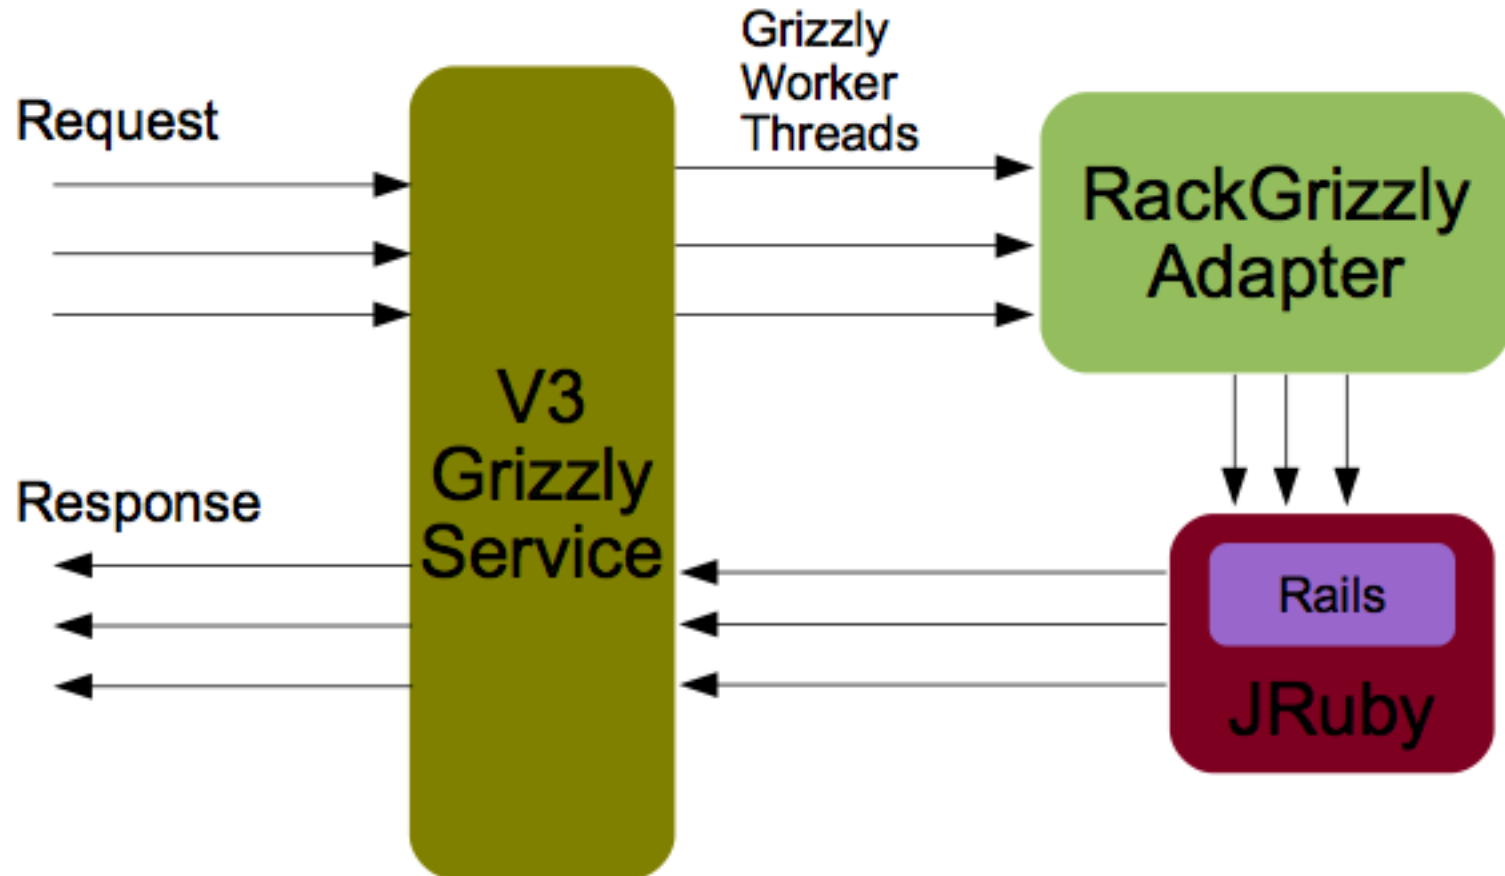 Request
Grizzly
Worker
Threads
RackGrizzly
Adapter
V3
Grizzly
Service
Response
Rails
JRuby